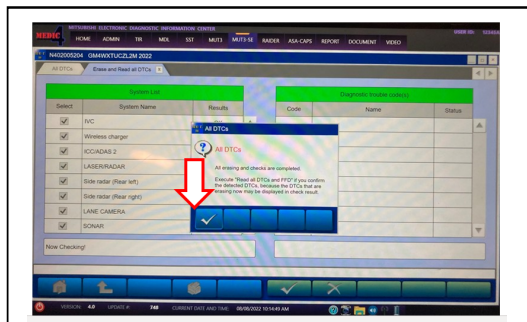 MITSUBISHI ELECTRONIC DIAGNOSTIC INFORMATION CENTER
MEDIC 4
HOME ADMIN TIR MDL SST MUT3 MUT3-SE RAIDER ASA-CAPS REPORT DOCUMENT VIDEO
N402005204 GM4WXTUCZL2M 2022
All DTCs Erase and Read all DTCs
System List
Diagnostic trouble code(s)
Select System Name Results
Code Name Status
IVC
Wireless charger
ICC/ADAS 2
LASER/RADAR
Side radar (Rear left)
Side radar (Rear right)
LANE CAMERA
SONAR
All DTCs
All DTCs
All erasing and checks are completed.
Execute "Read all DTCs and FFD" if you confirm
the detected DTCs, because the DTCs that are
erasing now may be displayed in check result.
Now Checking!
VERSION: 4.0 UPDATE #: 748 CURRENT DATE AND TIME: 08/08/2022 10:14:49 AM